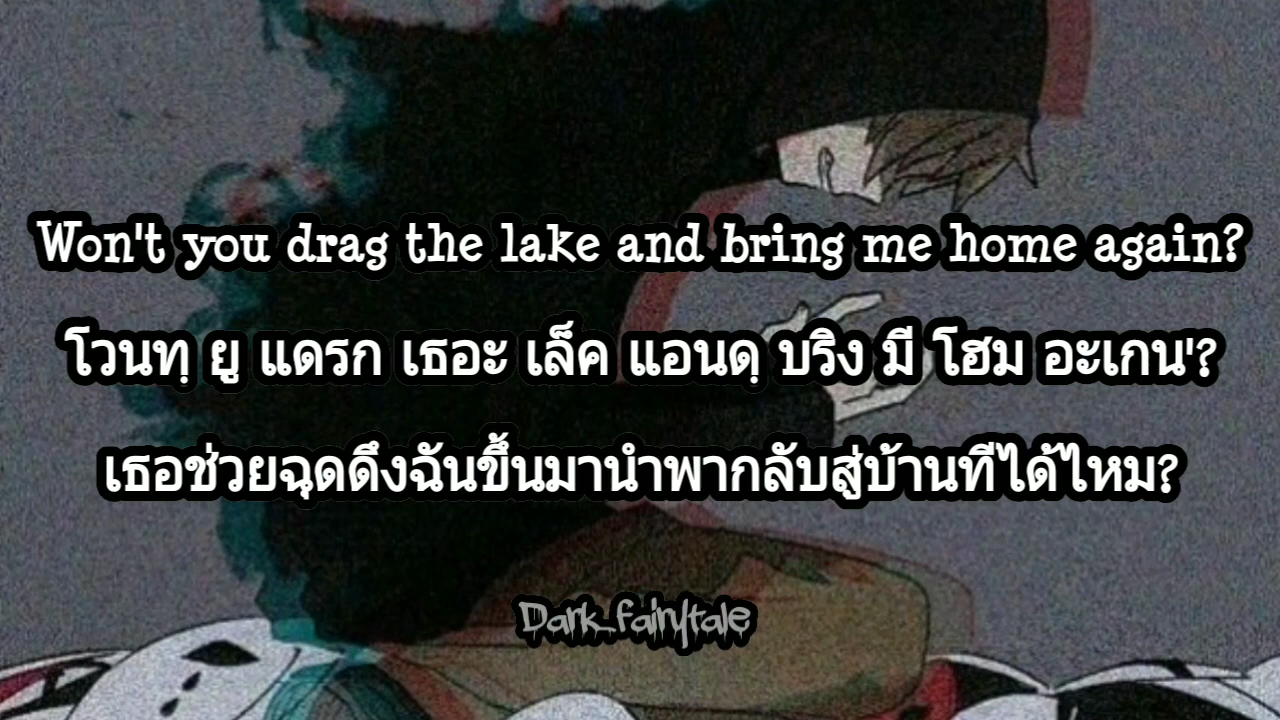 Won't you drag the lake and bring me home again?
โวนทฺ ยู แดรก เธอะ เล็ค แอนดฺ บริง มี โฮม อะเกน'?
เธอช่วยฉุดดึงฉันขึ้นมานำพากลับสู่บ้านทีได้ไหม?
Dark_fairytale